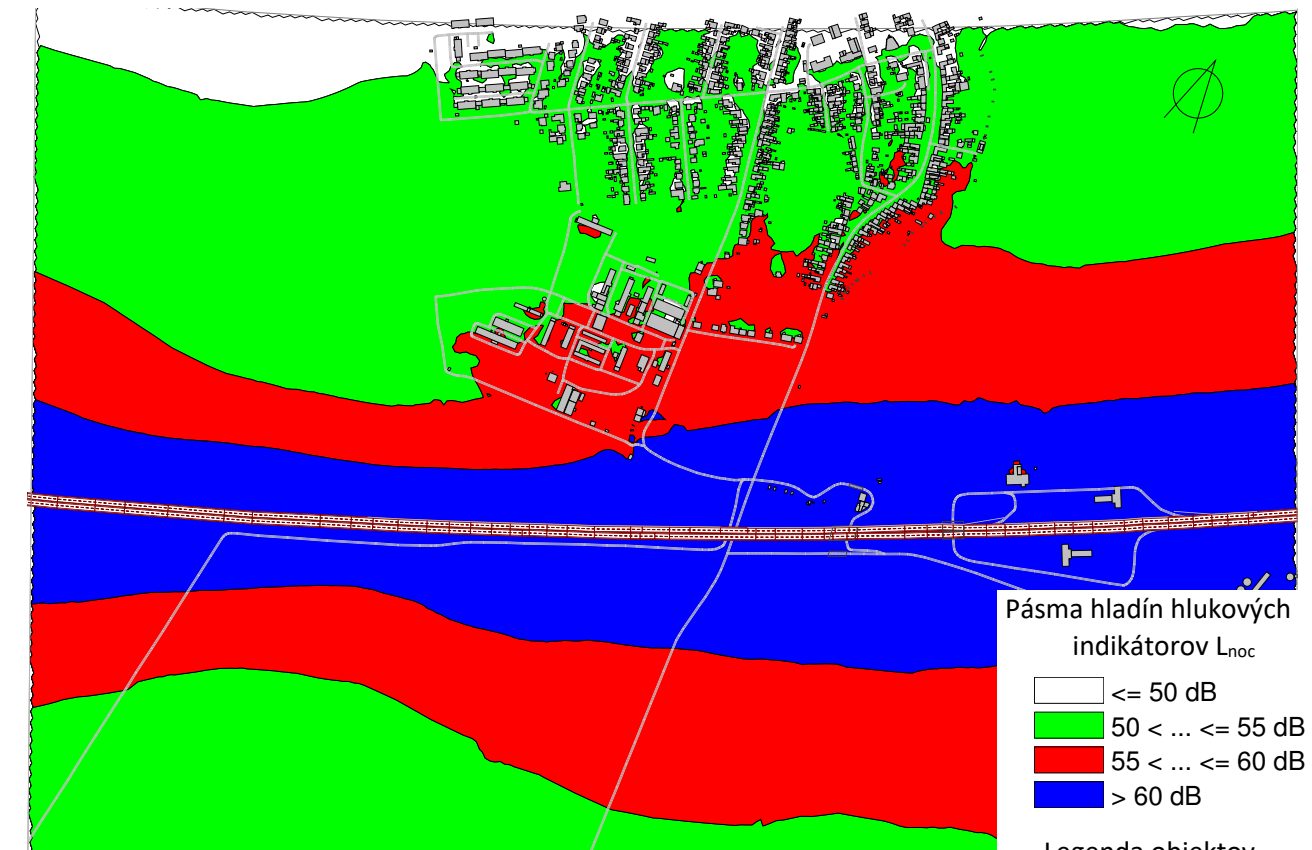 Pásma hladín hlukových
indikátorov Lnoc
<= 50 dB
50 < ... <= 55 dB
55 < ... <= 60 dB
> 60 dB
Legenda objektov